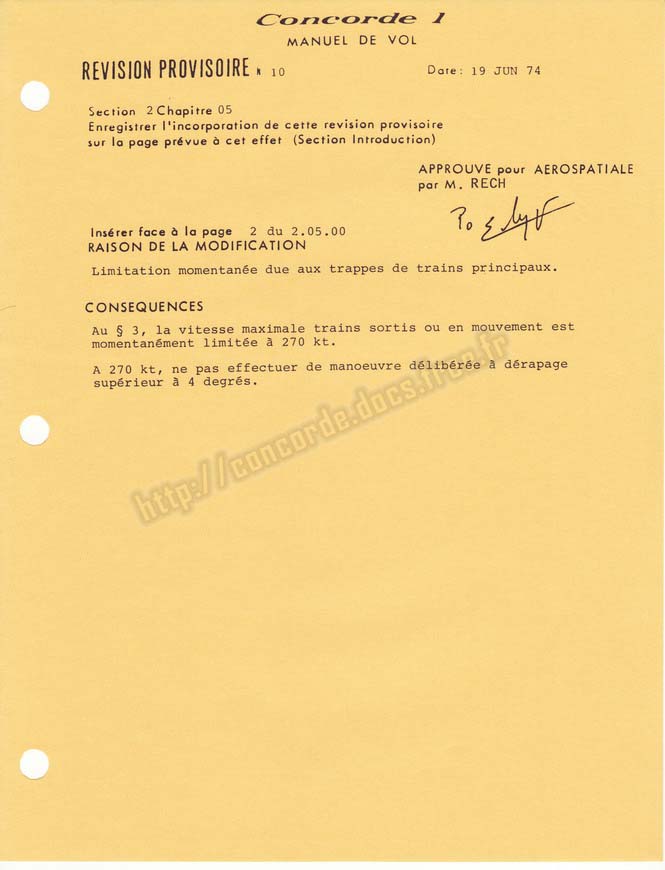 Concorde 1
MANUEL DE VOL
REVISION PROVISOIRE N 10
Date: 19 JUN 74
Section 2 Chapitre 05
Enregistrer l'incorporation de cette revision provisoire
sur la page prévue à cet effet (Section Introduction)
APPROUVE pour AEROSPATIALE
par M. RECH
Po
Insérer face à la page 2 du 2.05.00
RAISON DE LA MODIFICATION
Limitation momentanée due aux trappes de trains principaux.
CONSEQUENCES
Au § 3, la vitesse maximale trains sortis ou en mouvement est
momentanément limitée à 270 kt.
A 270 kt, ne pas effectuer de manoeuvre délibérée à dérapage
supérieur à 4 degrés.
http://concorde.docs.free.fr